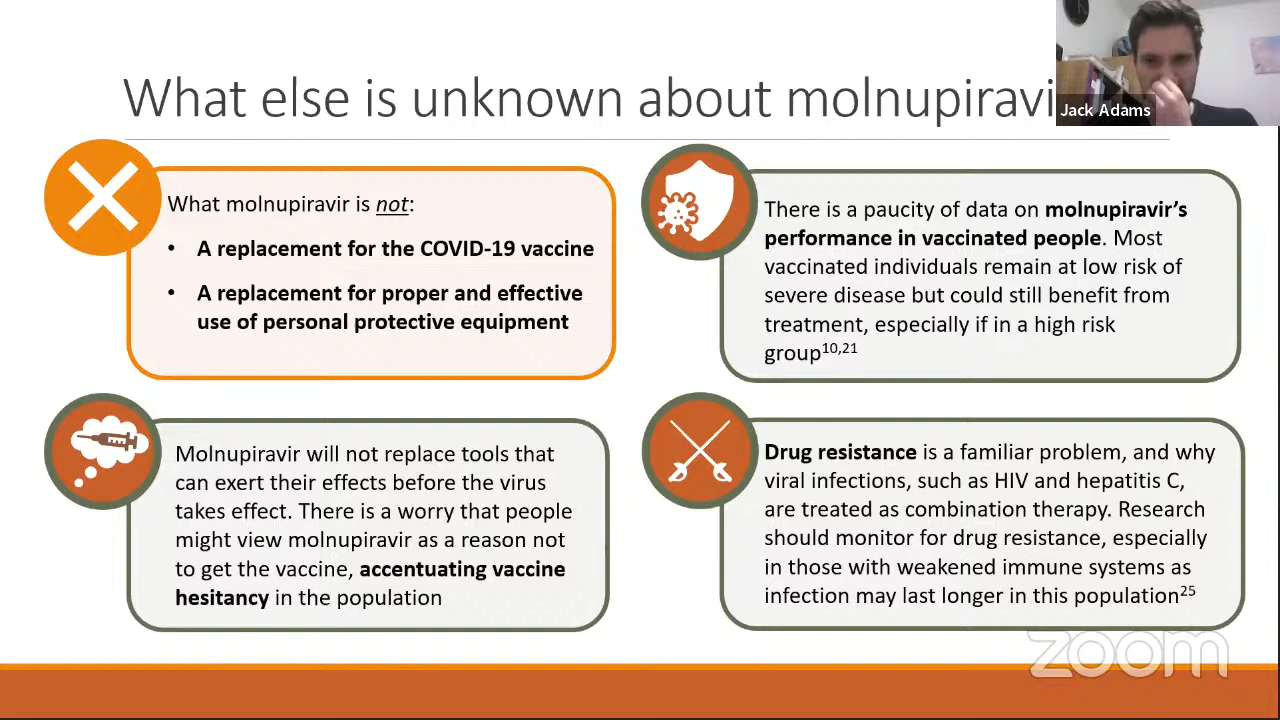 What else is unknown about molnupiravi
Jack Adams
What molnupiravir is not:
• A replacement for the COVID-19 vaccine
• A replacement for proper and effective
use of personal protective equipment
There is a paucity of data on molnupiravir’s
performance in vaccinated people. Most
vaccinated individuals remain at low risk of
severe disease but could still benefit from
treatment, especially if in a high risk
group10,21
Molnupiravir will not replace tools that
can exert their effects before the virus
takes effect. There is a worry that people
might view molnupiravir as a reason not
to get the vaccine, accentuating vaccine
hesitancy in the population
Drug resistance is a familiar problem, and why
viral infections, such as HIV and hepatitis C,
are treated as combination therapy. Research
should monitor for drug resistance, especially
in those with weakened immune systems as
infection may last longer in this population25
zoom